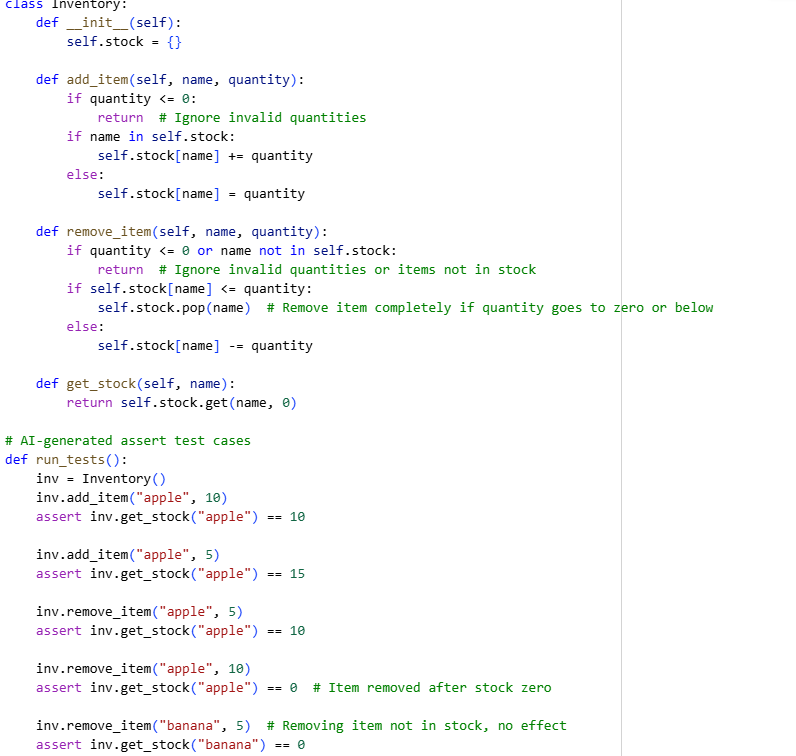 class Inventory:
    def __init__(self):
        self.stock = {}

    def add_item(self, name, quantity):
        if quantity <= 0:
            return  # Ignore invalid quantities
        if name in self.stock:
            self.stock[name] += quantity
        else:
            self.stock[name] = quantity

    def remove_item(self, name, quantity):
        if quantity <= 0 or name not in self.stock:
            return  # Ignore invalid quantities or items not in stock
        if self.stock[name] <= quantity:
            self.stock.pop(name)  # Remove item completely if quantity goes to zero or below
        else:
            self.stock[name] -= quantity

    def get_stock(self, name):
        return self.stock.get(name, 0)

# AI-generated assert test cases
def run_tests():
    inv = Inventory()
    inv.add_item("apple", 10)
    assert inv.get_stock("apple") == 10

    inv.add_item("apple", 5)
    assert inv.get_stock("apple") == 15

    inv.remove_item("apple", 5)
    assert inv.get_stock("apple") == 10

    inv.remove_item("apple", 10)
    assert inv.get_stock("apple") == 0  # Item removed after stock zero

    inv.remove_item("banana", 5)  # Removing item not in stock, no effect
    assert inv.get_stock("banana") == 0